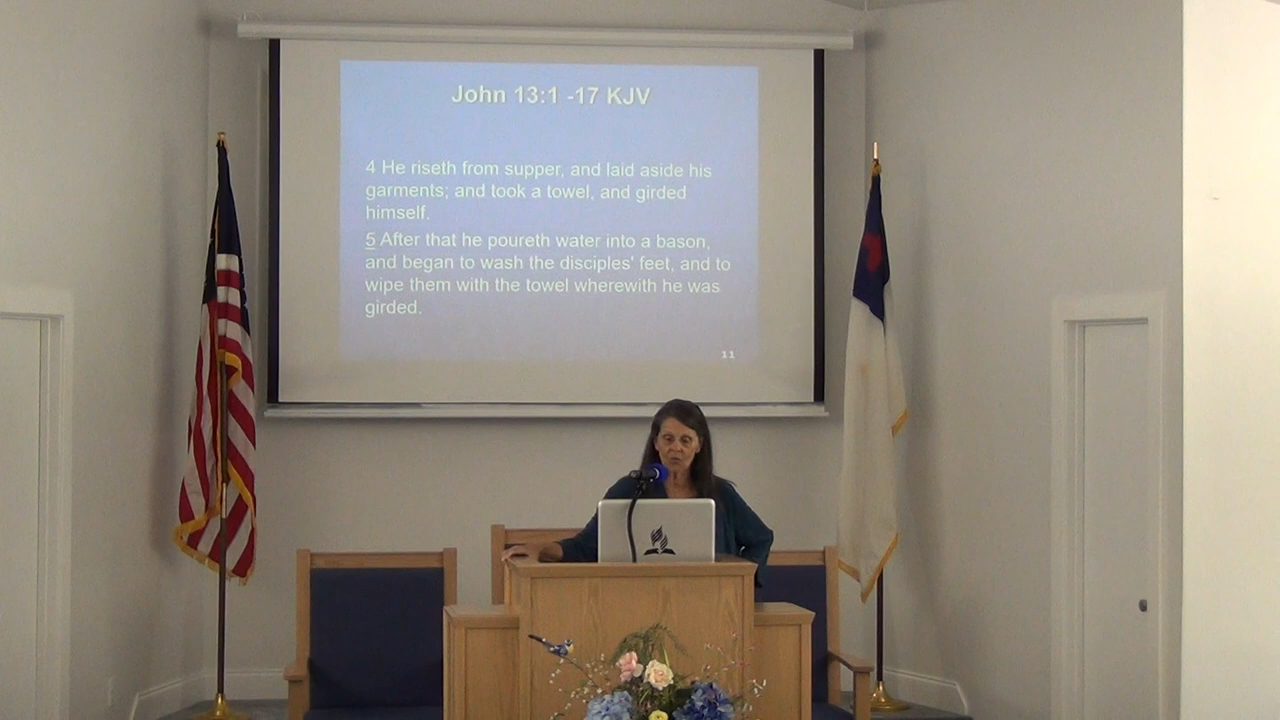 John 13:1 -17 KJV
4 He riseth from supper, and laid aside his
garments; and took a towel, and girded
himself.
5 After that he poureth water into a bason,
and began to wash the disciples' feet, and to
wipe them with the towel wherewith he was
girded.
11